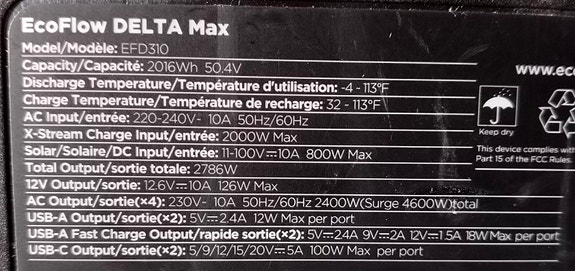 EcoFlow DELTA Max
Model/Modèle: EFD310
Capacity/Capacité: 2016Wh 50.4V
Discharge Temperature/Température d'utilisation: -4 - 113°F
Charge Temperature/Température de recharge: 32 - 113°F
AC Input/entrée: 220-240V~ 10A 50Hz/60Hz
X-Stream Charge Input/entrée: 2000W Max
Solar/Solaire/DC Input/entrée: 11-100V⎓10A 800W Max
Total Output/sortie totale: 2786W
12V Output/sortie: 12.6V⎓10A 126W Max
AC Output/sortie(×4): 230V~ 10A 50Hz/60Hz 2400W(Surge 4600W)total
USB-A Output/sortie(×2): 5V⎓2.4A 12W Max per port
USB-A Fast Charge Output/rapide sortie(×2): 5V⎓2.4A 9V⎓2A 12V⎓1.5A 18W Max per port
USB-C Output/sortie(×2): 5/9/12/15/20V⎓5A 100W Max per port
www.eco
Keep dry
This device complies with
Part 15 of the FCC Rules.